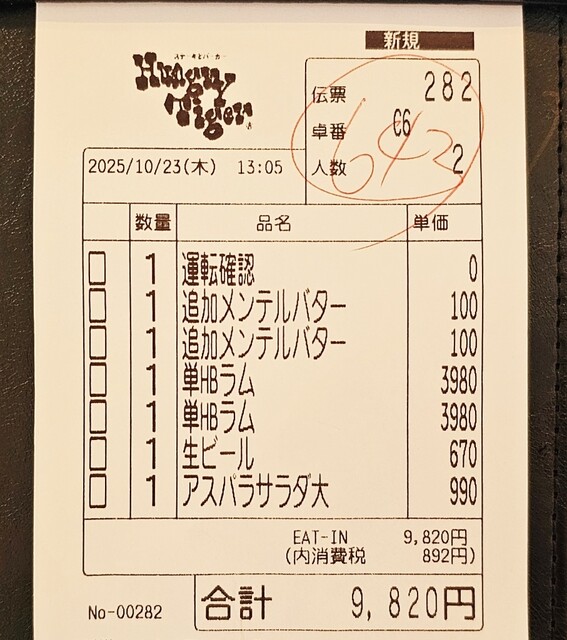 新規
ステーキとバーガー
Hungry
Tiger
伝票 282
卓番 C6
人数 2
642
2025/10/23(木) 13:05
数量 品名 単価
1 運転確認 0
1 追加メンテルバター 100
1 追加メンテルバター 100
1 単HBラム 3980
1 単HBラム 3980
1 生ビール 670
1 アスパラサラダ大 990
EAT-IN 9,820円
(内消費税 892円)
No-00282
合計 9,820円